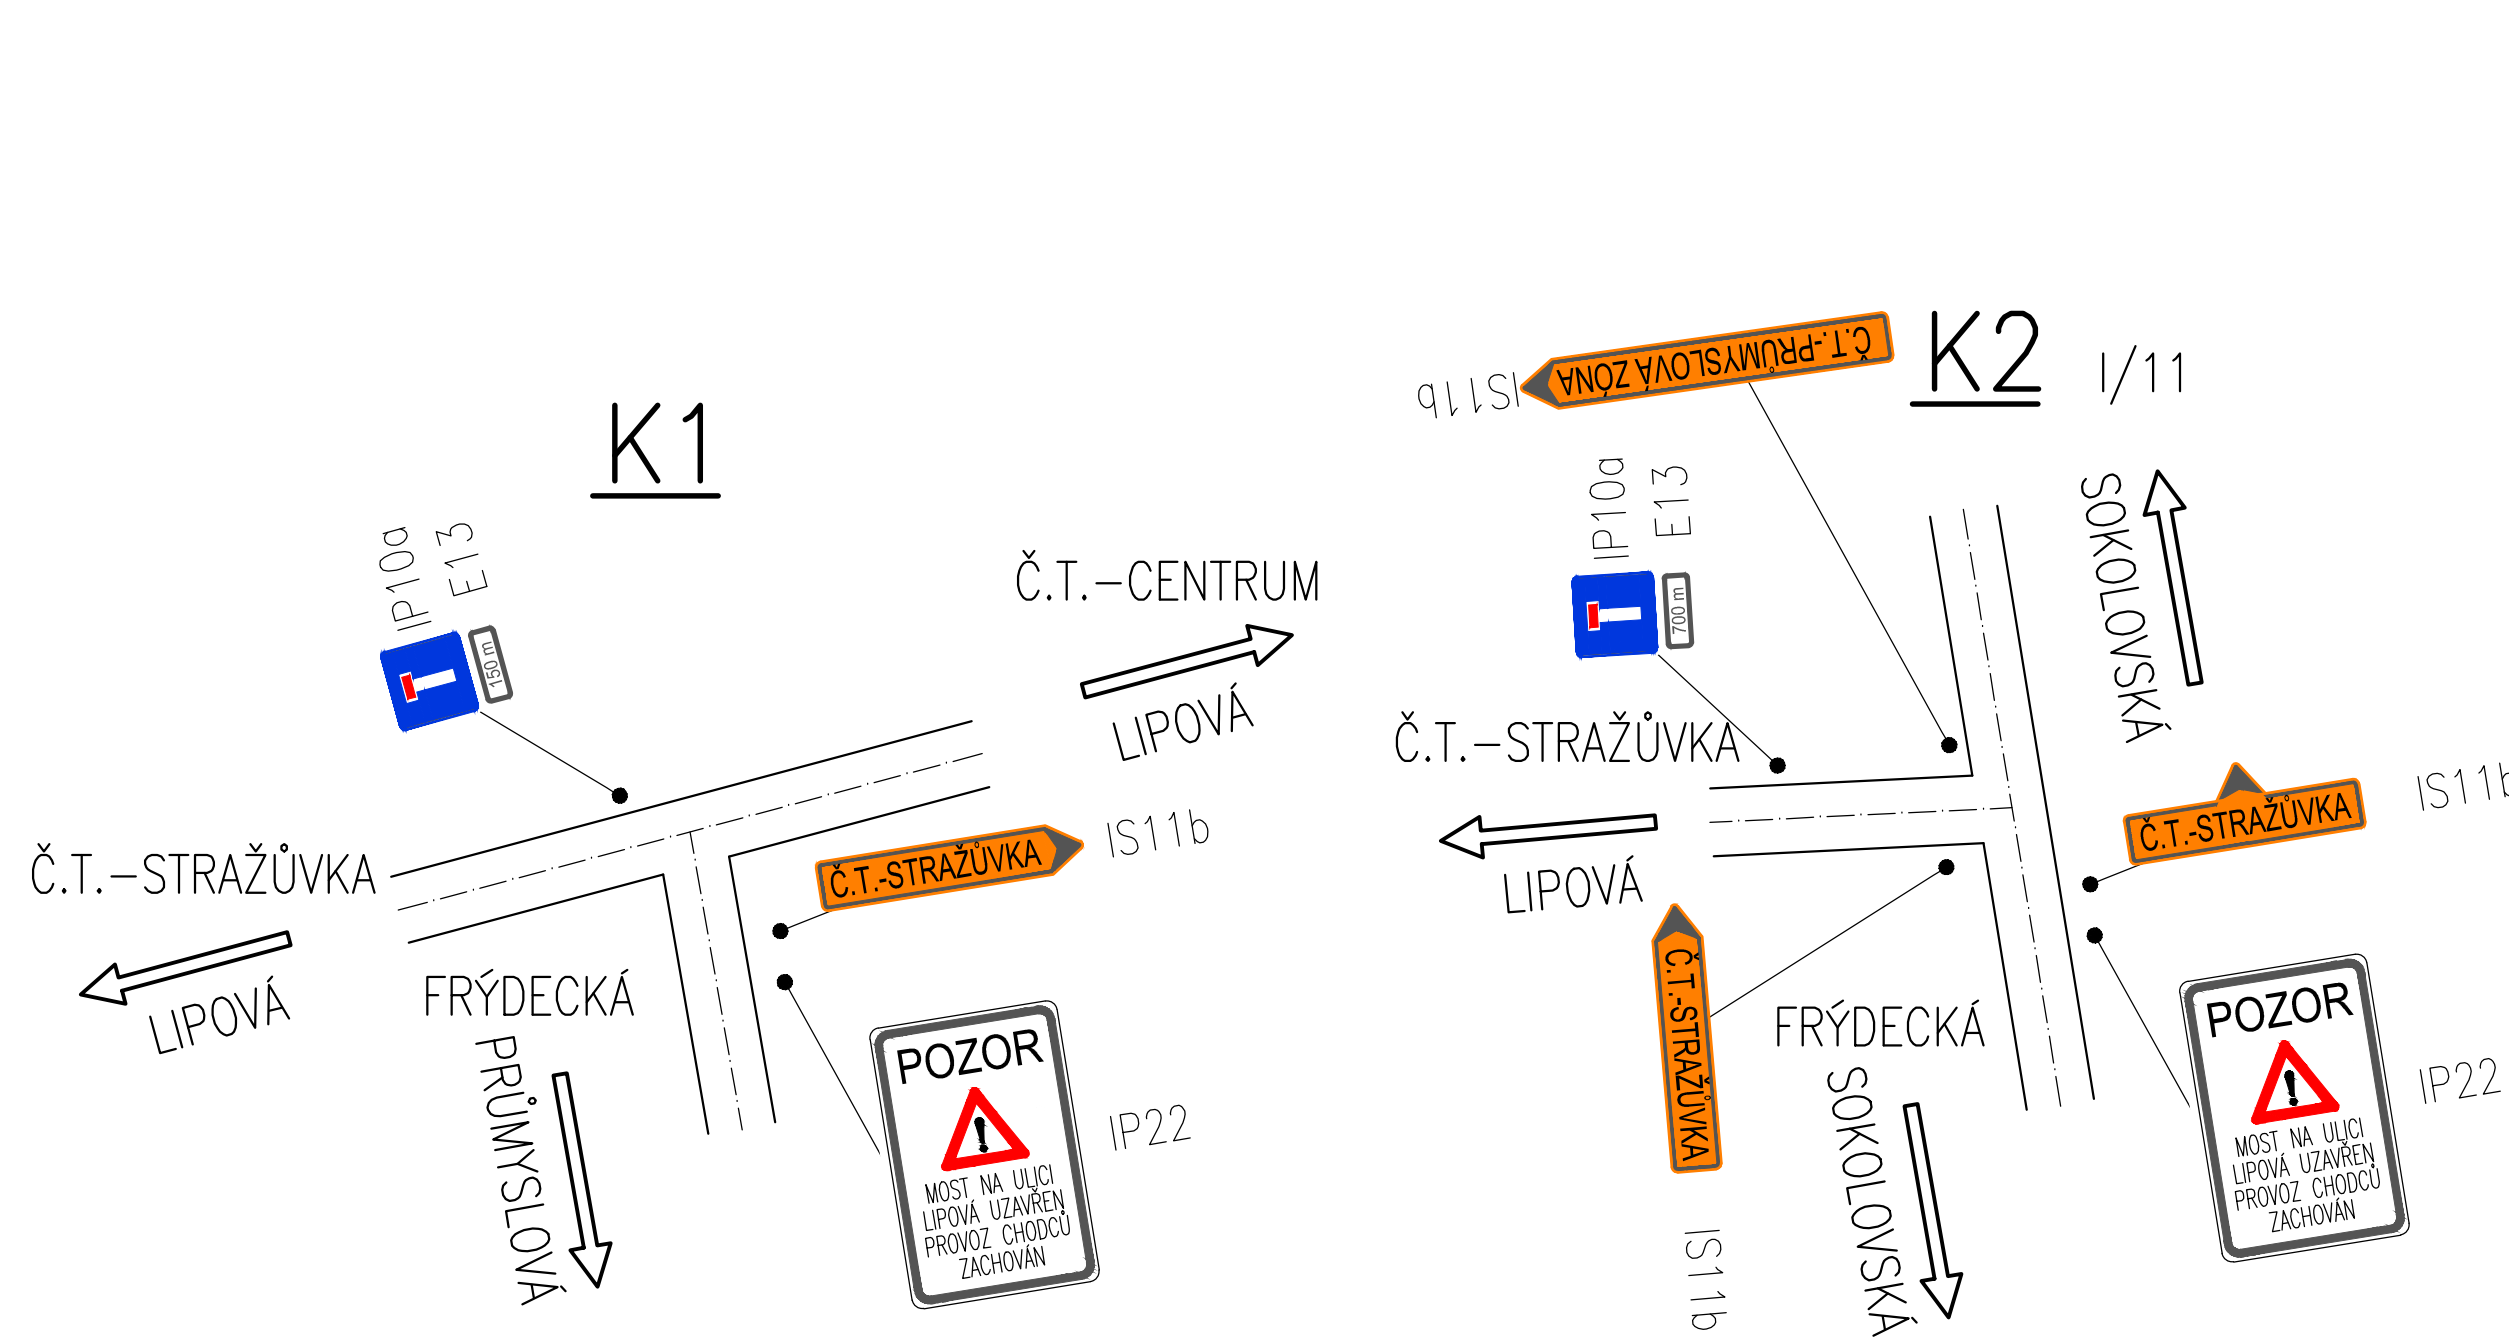 K1
IP10a
E13
150 m
Č.T.-CENTRUM
LIPOVÁ
Č.T.-STRAŽŮVKA
LIPOVÁ
FRÝDECKÁ
PRŮMYSLOVÁ
Č.T.-STRAŽŮVKA
IS11b
POZOR
MOST NA ULICI
LIPOVÁ UZAVŘEN
PROVOZ CHODCŮ
ZACHOVÁN
IP22
K2
I/11
Č.T.-PRŮMYSLOVÁ ZÓNA
IS11b
IP10a
E13
700 m
SOKOLOVSKÁ
Č.T.-STRAŽŮVKA
LIPOVÁ
Č.T.-STRAŽŮVKA
IS11b
Č.T.-STRAŽŮVKA
IS11b
FRÝDECKÁ
SOKOLOVSKÁ
POZOR
MOST NA ULICI
LIPOVÁ UZAVŘEN
PROVOZ CHODCŮ
ZACHOVÁN
IP22